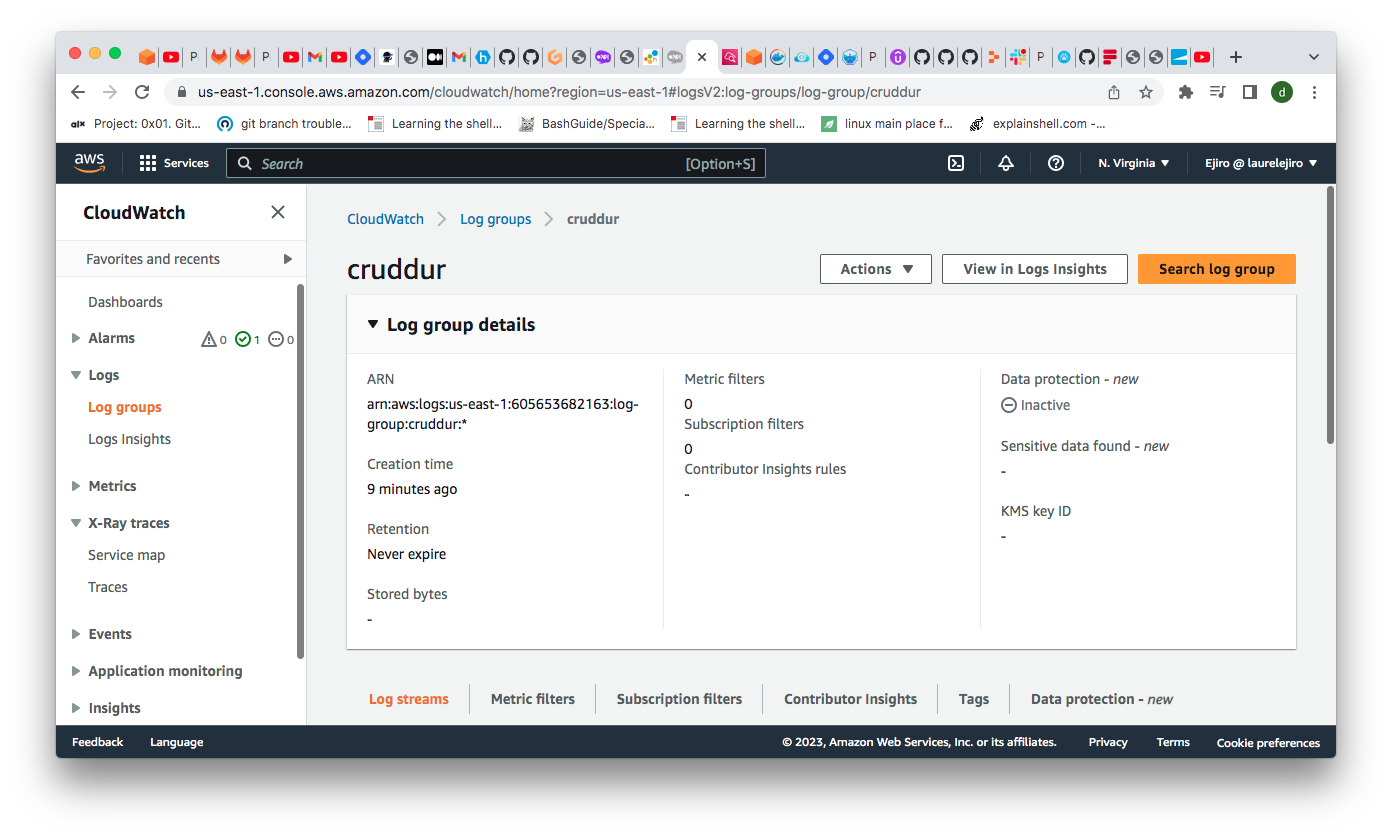 us-east-1.console.aws.amazon.com/cloudwatch/home?region=us-east-1#logsV2:log-groups/log-group/cruddur
d
alx Project: 0x01. Git... git branch trouble... Learning the shell... BashGuide/Specia... Learning the shell... linux main place f... explainshell.com -...
aws Services Search [Option+S] N. Virginia ▼ Ejiro @ laurelejiro ▼
CloudWatch
Favorites and recents
Dashboards
Alarms 0 1 0
Logs
Log groups
Logs Insights
Metrics
X-Ray traces
Service map
Traces
Events
Application monitoring
Insights
CloudWatch > Log groups > cruddur
cruddur
Actions ▼ View in Logs Insights Search log group
▼ Log group details
ARN
arn:aws:logs:us-east-1:605653682163:log-
group:cruddur:*
Creation time
9 minutes ago
Retention
Never expire
Stored bytes
-
Metric filters
0
Subscription filters
0
Contributor Insights rules
-
Data protection - new
Inactive
Sensitive data found - new
-
KMS key ID
-
Log streams Metric filters Subscription filters Contributor Insights Tags Data protection - new
Feedback Language © 2023, Amazon Web Services, Inc. or its affiliates. Privacy Terms Cookie preferences